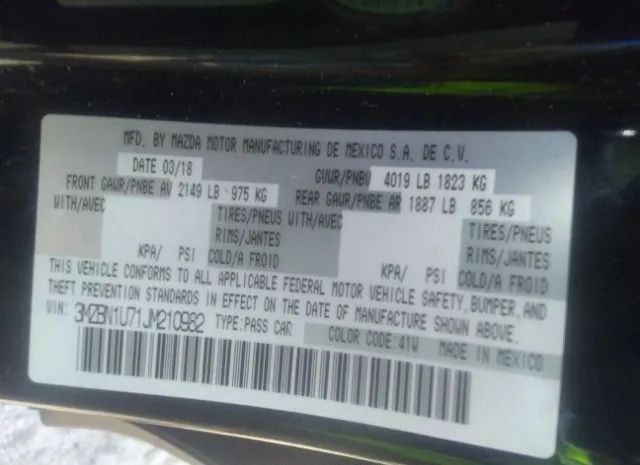 MFD. BY MAZDA MOTOR MANUFACTURING DE MEXICO S.A. DE C.V.
DATE 03/18 GVWR/PNBV 4019 LB 1823 KG
FRONT GAWR/PNBE AV 2149 LB 975 KG REAR GAWR/PNBE AR 1887 LB 856 KG
WITH/AVEC TIRES/PNEUS WITH/AVEC TIRES/PNEUS
RIMS/JANTES RIMS/JANTES
KPA/ PSI COLD/A FROID KPA/ PSI COLD/A FROID
THIS VEHICLE CONFORMS TO ALL APPLICABLE FEDERAL MOTOR VEHICLE SAFETY, BUMPER, AND
THEFT PREVENTION STANDARDS IN EFFECT ON THE DATE OF MANUFACTURE SHOWN ABOVE.
VIN: 3MZBN1U71JM210982 TYPE:PASS CAR COLOR CODE:41W MADE IN MEXICO